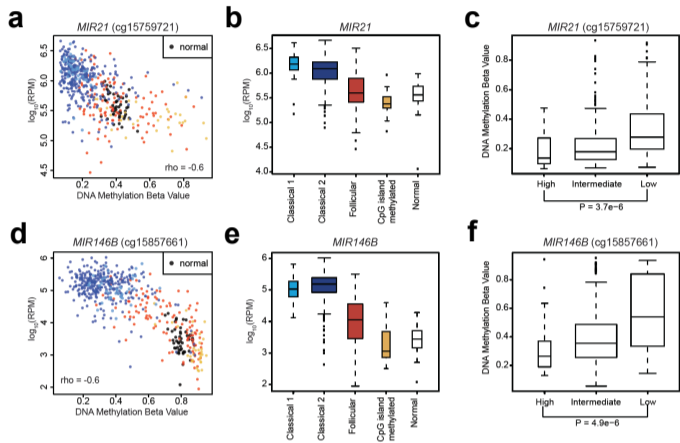 a
MIR21 (cg15759721)
normal
log10(RPM)
6.5
6.0
5.5
5.0
4.5
rho = -0.6
0.2 0.4 0.6 0.8
DNA Methylation Beta Value
b
MIR21
log10(RPM)
6.5
6.0
5.5
5.0
4.5
4.0
Classical 1
Classical 2
Follicular
CpG island
methylated
Normal
c
MIR21 (cg15759721)
DNA Methylation Beta Value
0.8
0.6
0.4
0.2
High Intermediate Low
P = 3.7e−6
d
MIR146B (cg15857661)
normal
log10(RPM)
6
5
4
3
2
rho = -0.6
0.2 0.4 0.6 0.8
DNA Methylation Beta Value
e
MIR146B
log10(RPM)
6
5
4
3
2
Classical 1
Classical 2
Follicular
CpG island
methylated
Normal
f
MIR146B (cg15857661)
DNA Methylation Beta Value
0.8
0.6
0.4
0.2
High Intermediate Low
P = 4.9e−6